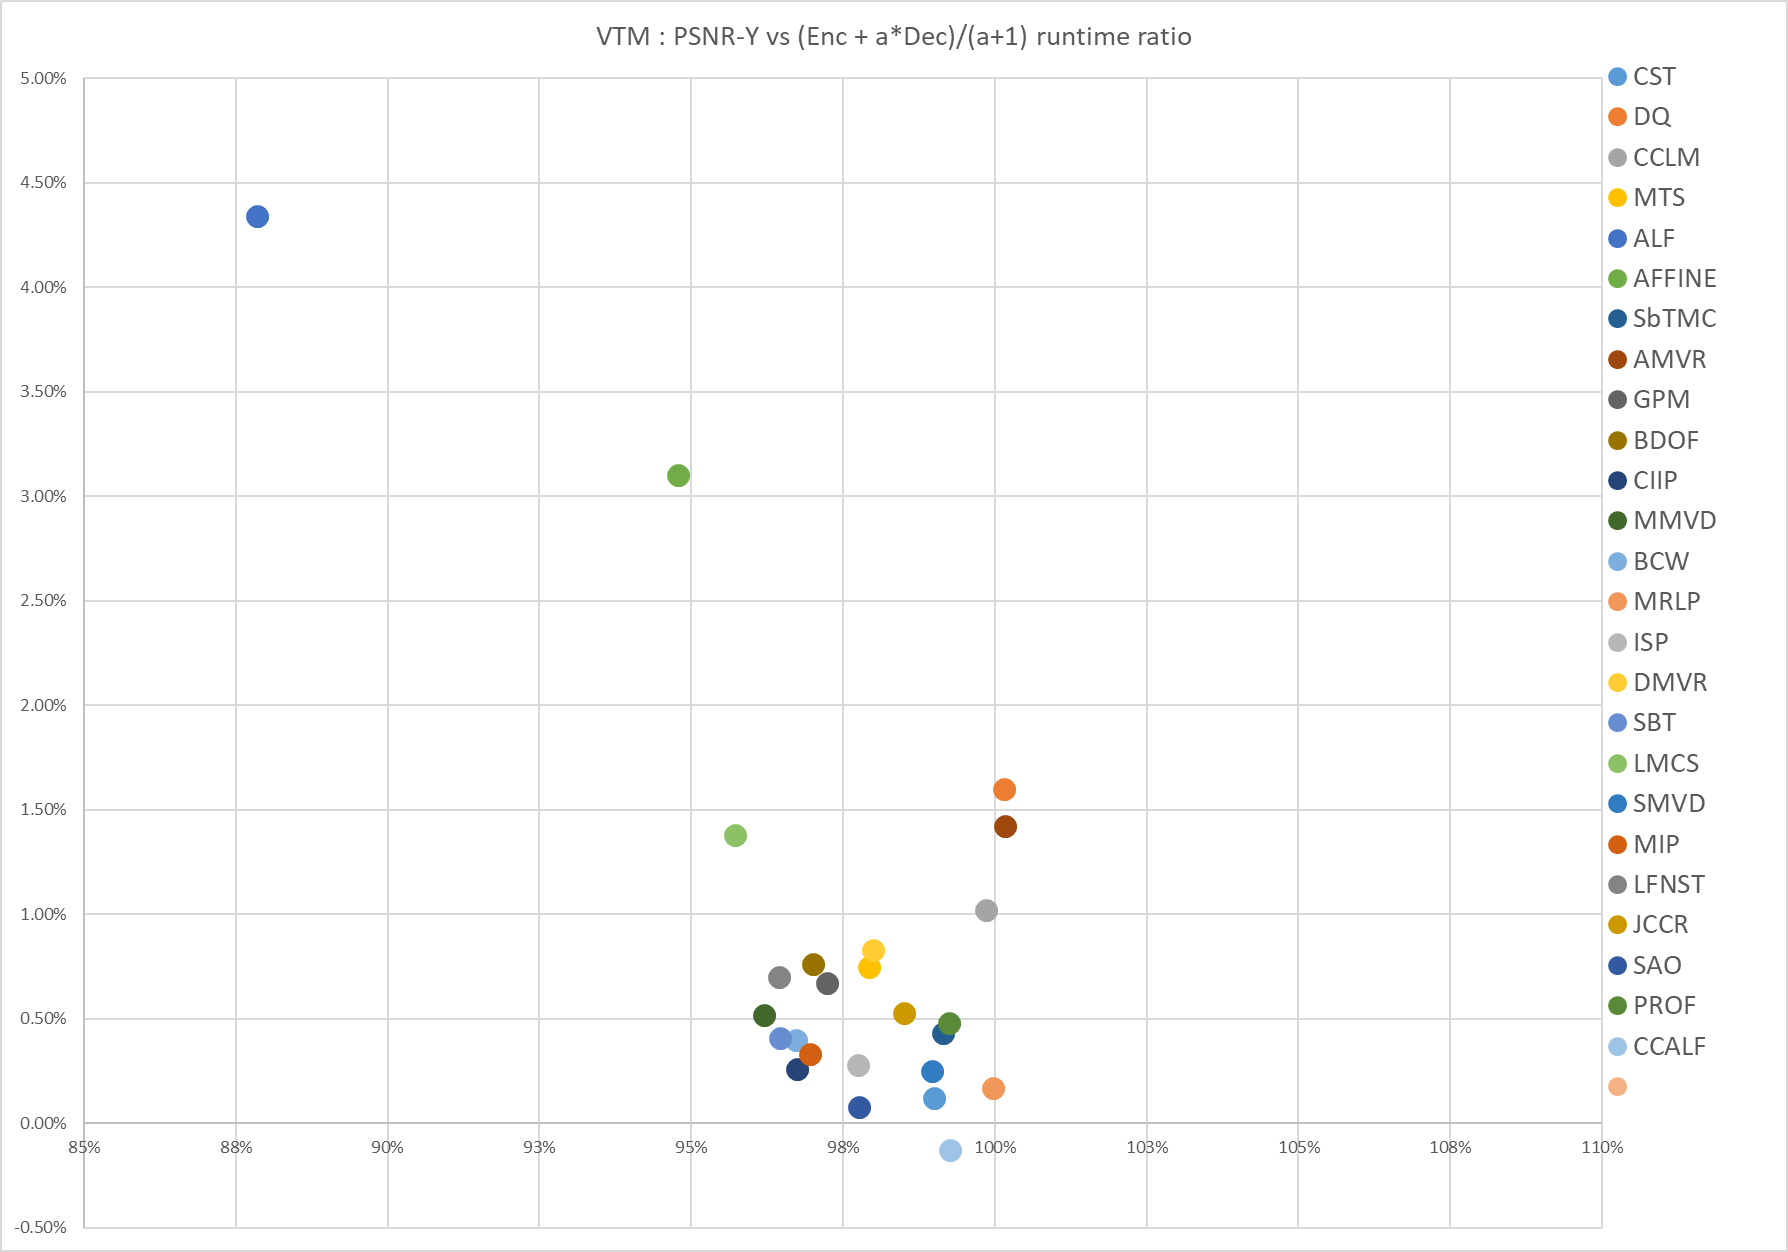 VTM : PSNR-Y vs (Enc + a*Dec)/(a+1) runtime ratio
5.00%
4.50%
4.00%
3.50%
3.00%
2.50%
2.00%
1.50%
1.00%
0.50%
0.00%
-0.50%
85%
88%
90%
93%
95%
98%
100%
103%
105%
108%
110%
CST
DQ
CCLM
MTS
ALF
AFFINE
SbTMC
AMVR
GPM
BDOF
CIIP
MMVD
BCW
MRLP
ISP
DMVR
SBT
LMCS
SMVD
MIP
LFNST
JCCR
SAO
PROF
CCALF